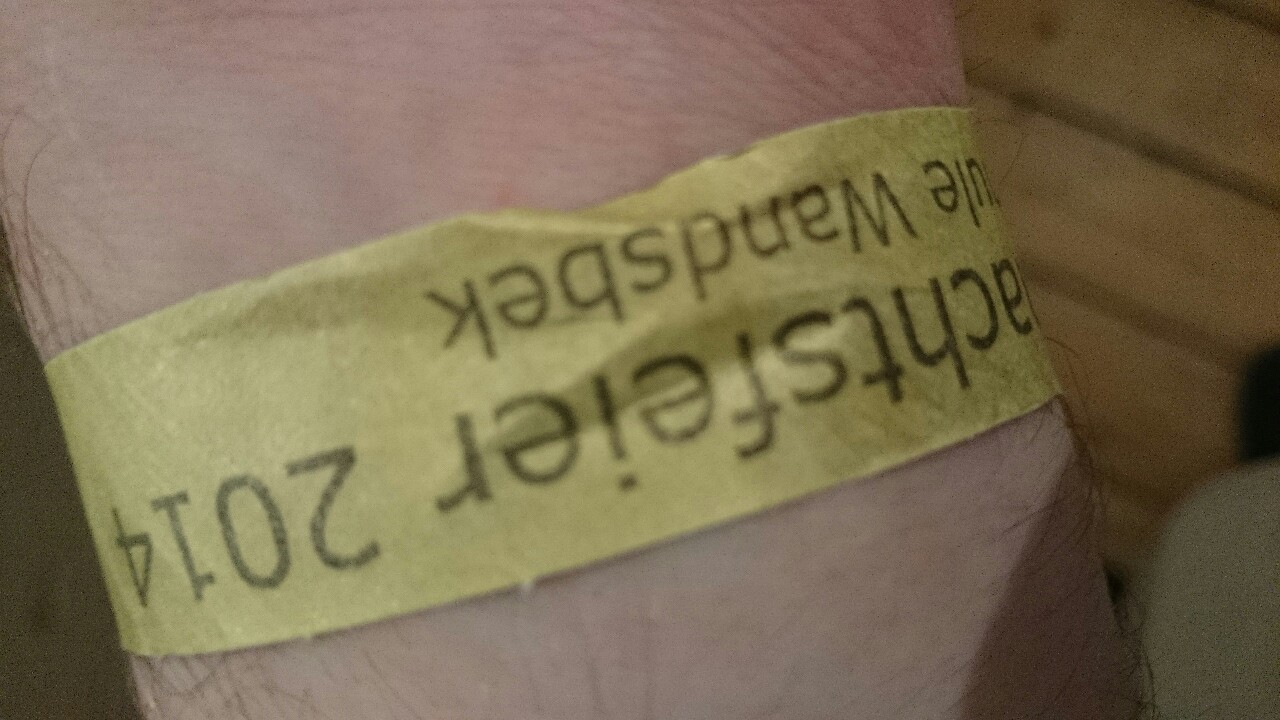 achtsfeier 2014
ule Wandsbek